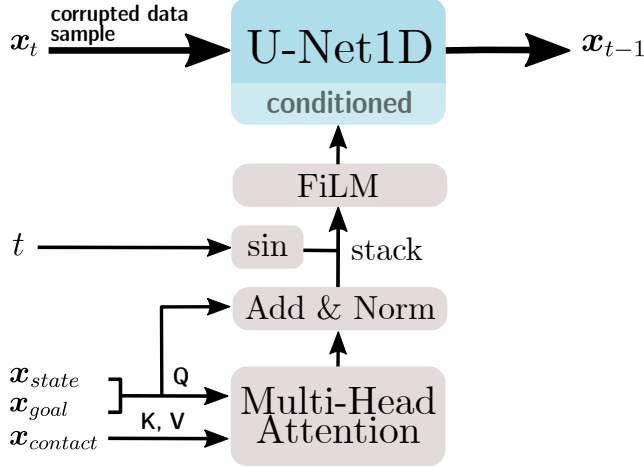 corrupted data
sample
x_t
U-Net1D
x_{t-1}
conditioned
FiLM
t
sin
stack
Add & Norm
x_{state}
Q
x_{goal}
Multi-Head
K, V
Attention
x_{contact}